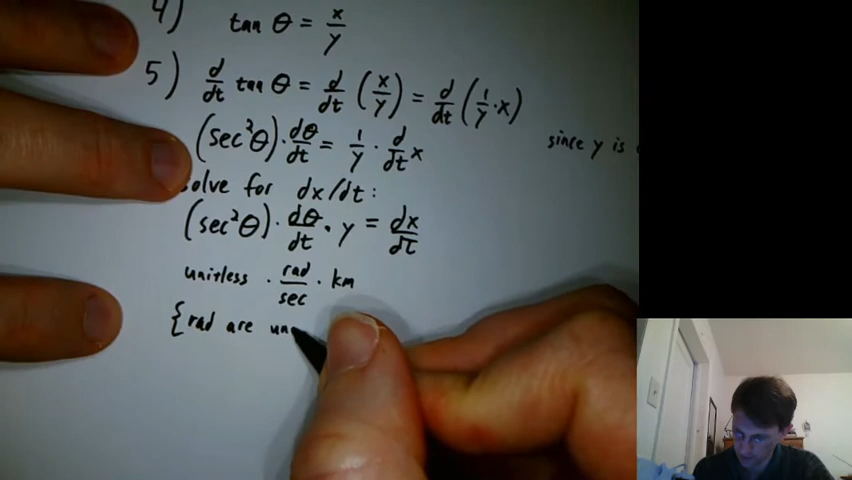 4) tan θ = x/y
5) d/dt tan θ = d/dt (x/y) = d/dt (1/y · x)
(sec²θ) · dθ/dt = 1/y · d/dt x since y is
solve for dx/dt:
(sec²θ) · dθ/dt · y = dx/dt
unitless · rad/sec · km
{rad are un